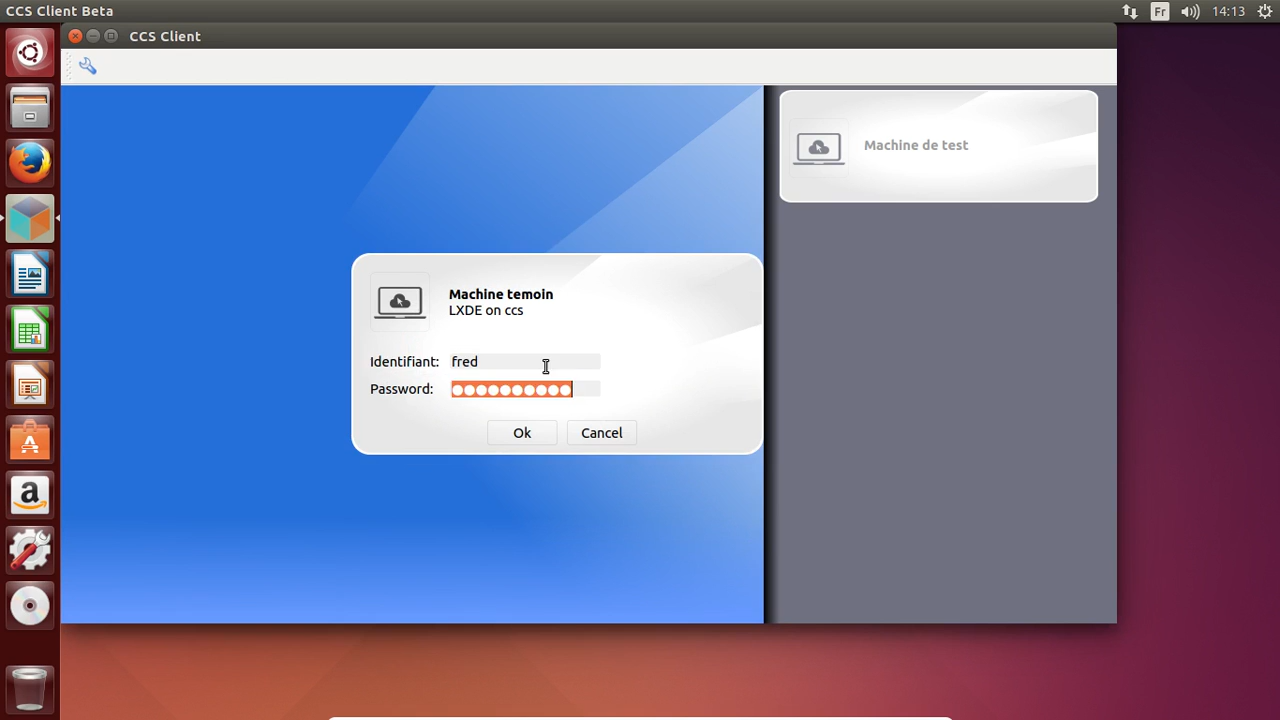 CCS Client Beta
Fr
14:13
CCS Client
Machine de test
Machine temoin
LXDE on ccs
Identifiant: fred
Password:
Ok
Cancel